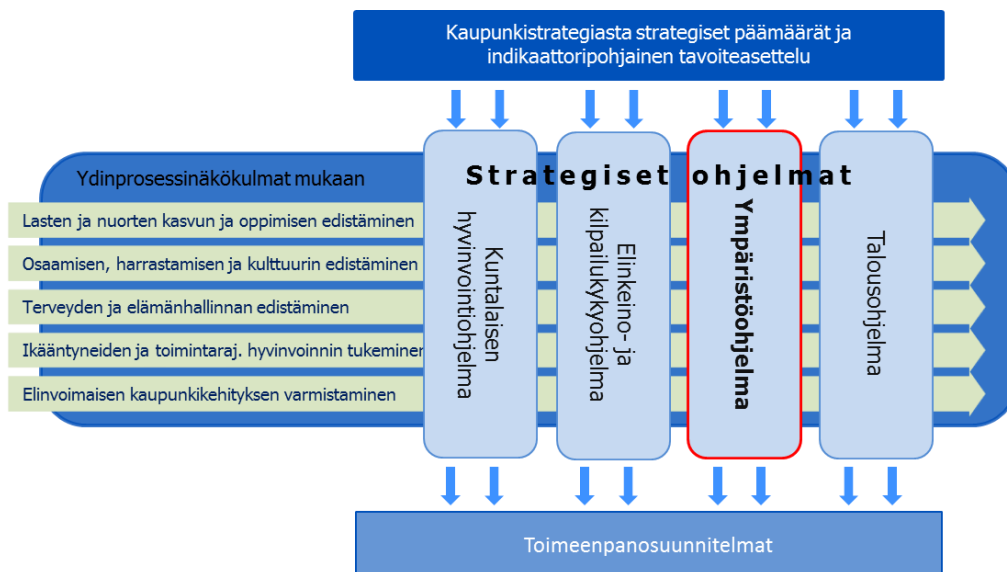 Kaupunkistrategiasta strategiset päämäärät ja
indikaattoripohjainen tavoiteasettelu
Strategiset ohjelmat
Ydinprosessinäkökulmat mukaan
Lasten ja nuorten kasvun ja oppimisen edistäminen
Osaamisen, harrastamisen ja kulttuurin edistäminen
Terveyden ja elämänhallinnan edistäminen
Ikääntyneiden ja toimintaraj. hyvinvoinnin tukeminen
Elinvoimaisen kaupunkikehityksen varmistaminen
Kuntalaisen
hyvinvointiohjelma
Elinkeino- ja
kilpailukykyohjelma
Ympäristöohjelma
Talousohjelma
Toimeenpanosuunnitelmat